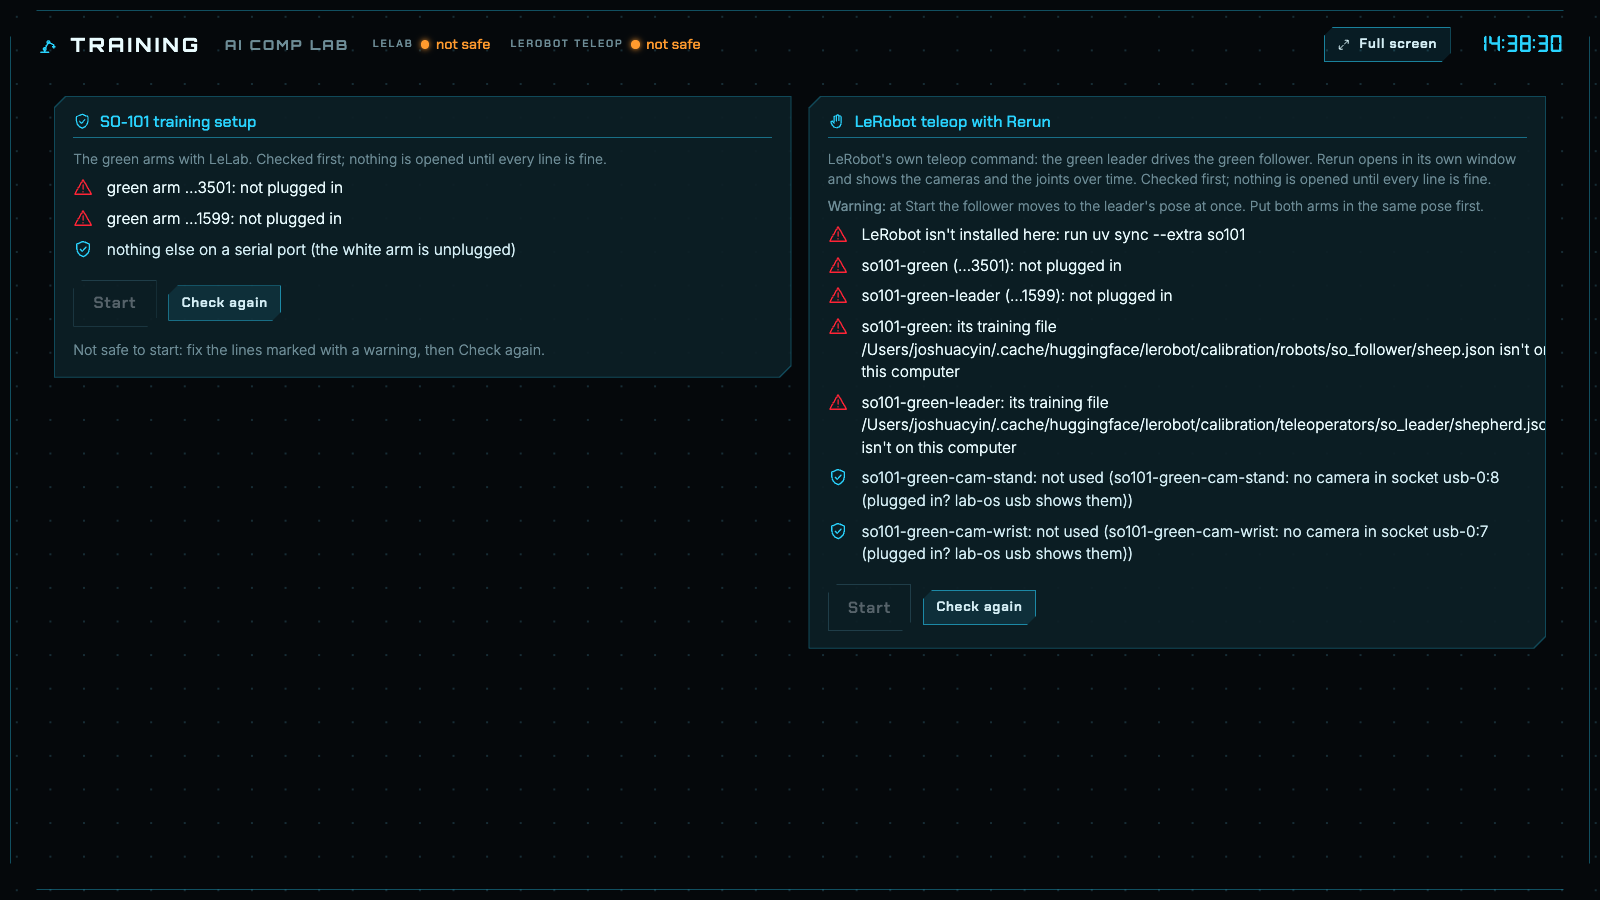 TRAINING AI COMP LAB LELAB not safe LEROBOT TELEOP not safe Full screen 14:38:30
SO-101 training setup
The green arms with LeLab. Checked first; nothing is opened until every line is fine.
green arm ...3501: not plugged in
green arm ...1599: not plugged in
nothing else on a serial port (the white arm is unplugged)
Start Check again
Not safe to start: fix the lines marked with a warning, then Check again.
LeRobot teleop with Rerun
LeRobot's own teleop command: the green leader drives the green follower. Rerun opens in its own window
and shows the cameras and the joints over time. Checked first; nothing is opened until every line is fine.
Warning: at Start the follower moves to the leader's pose at once. Put both arms in the same pose first.
LeRobot isn't installed here: run uv sync --extra so101
so101-green (...3501): not plugged in
so101-green-leader (...1599): not plugged in
so101-green: its training file
/Users/joshuacyin/.cache/huggingface/lerobot/calibration/robots/so_follower/sheep.json isn't on
this computer
so101-green-leader: its training file
/Users/joshuacyin/.cache/huggingface/lerobot/calibration/teleoperators/so_leader/shepherd.jso
isn't on this computer
so101-green-cam-stand: not used (so101-green-cam-stand: no camera in socket usb-0:8
(plugged in? lab-os usb shows them))
so101-green-cam-wrist: not used (so101-green-cam-wrist: no camera in socket usb-0:7
(plugged in? lab-os usb shows them))
Start Check again